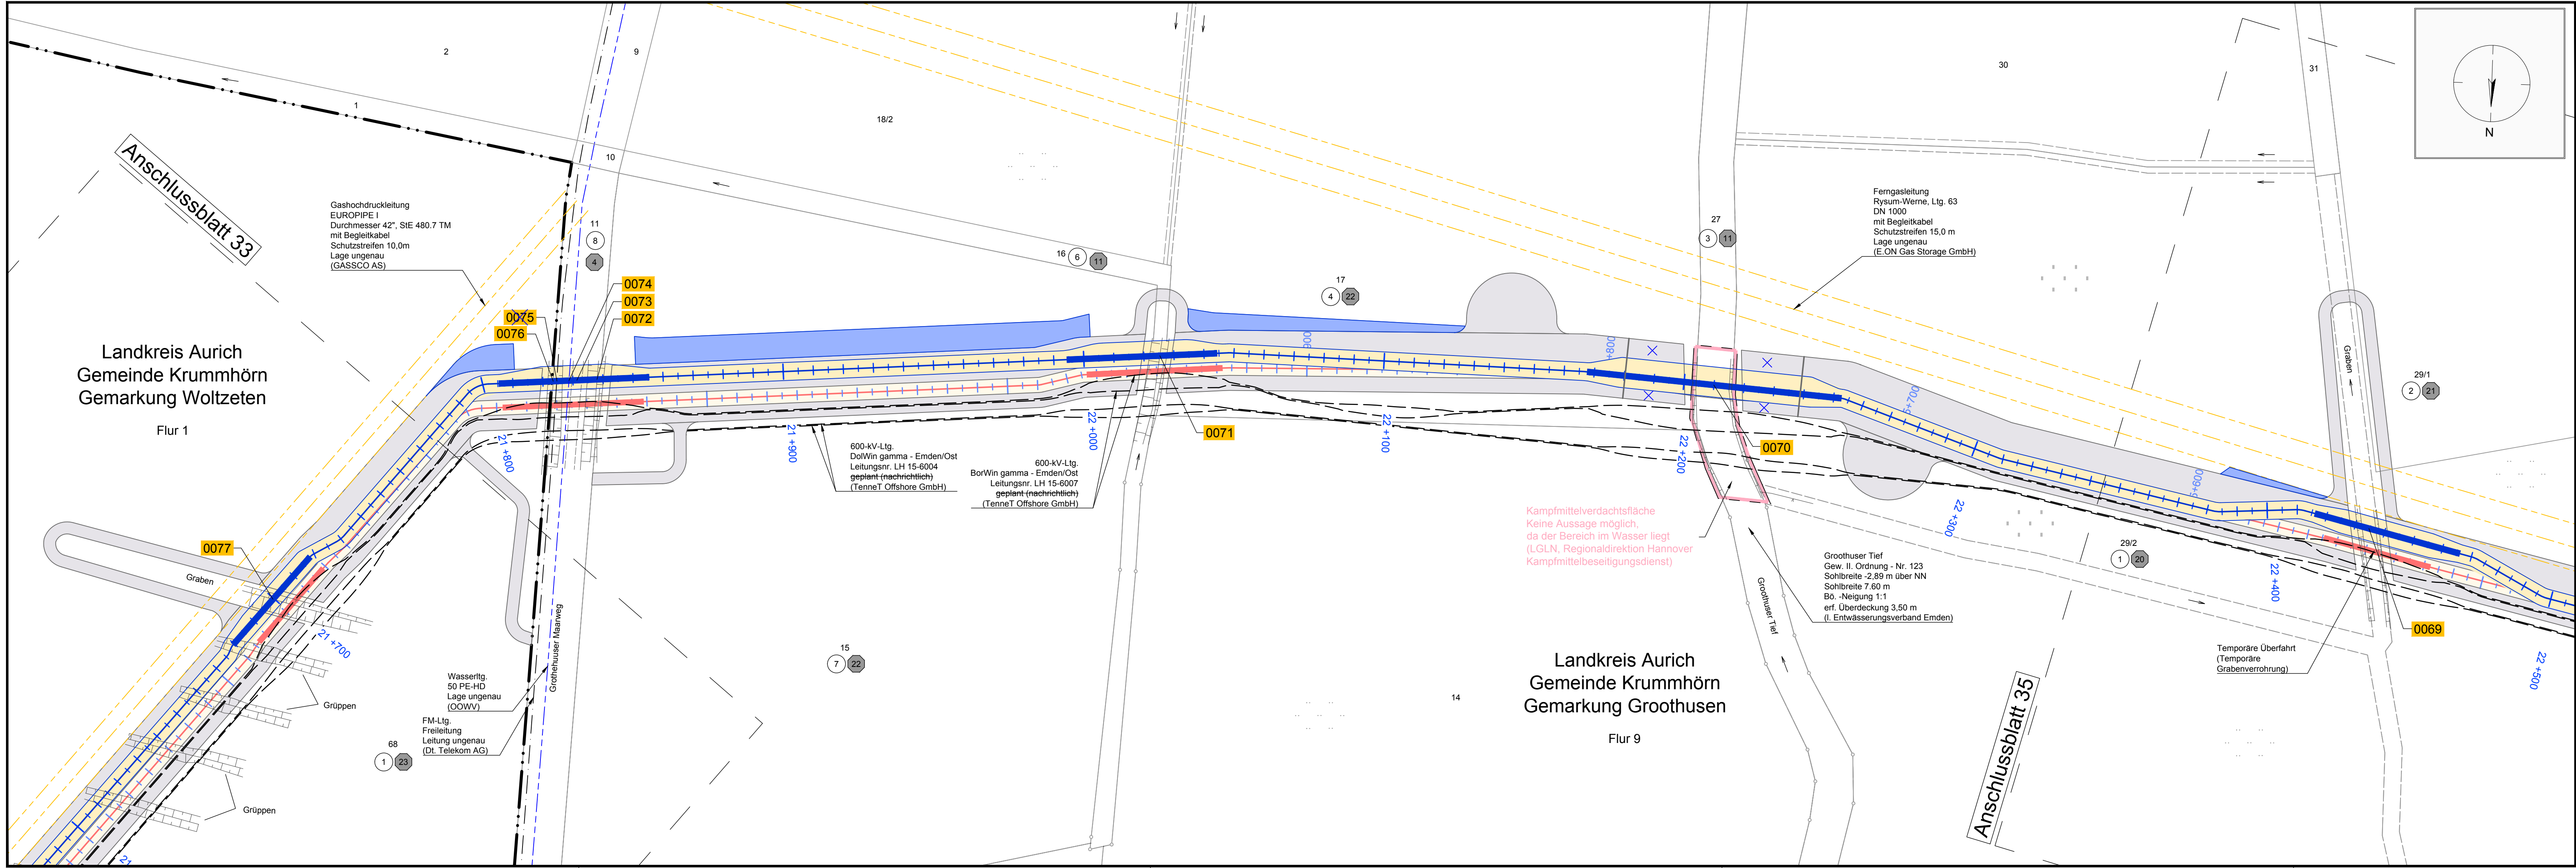 2
9
1
10
18/2
30
31
N
Anschlussblatt 33
Gashochdruckleitung
EUROPIPE I
Durchmesser 42", StE 480.7 TM
mit Begleitkabel
Schutzstreifen 10,0m
Lage ungenau
(GASSCO AS)
11
8
4
0074
0073
0072
0075
0076
16
6
11
17
4
22
27
3
11
Ferngasleitung
Rysum-Werne, Ltg. 63
DN 1000
mit Begleitkabel
Schutzstreifen 15,0 m
Lage ungenau
(E.ON Gas Storage GmbH)
Landkreis Aurich
Gemeinde Krummhörn
Gemarkung Woltzeten
Flur 1
+800
5+700
Graben
29/1
2
21
21 +800
21 +900
22 +000
22 +100
22 +200
0071
0070
600-kV-Ltg.
DolWin gamma - Emden/Ost
Leitungsnr. LH 15-6004
geplant (nachrichtlich)
(TenneT Offshore GmbH)
600-kV-Ltg.
BorWin gamma - Emden/Ost
Leitungsnr. LH 15-6007
geplant (nachrichtlich)
(TenneT Offshore GmbH)
Kampfmittelverdachtsfläche
Keine Aussage möglich,
da der Bereich im Wasser liegt
(LGLN, Regionaldirektion Hannover
Kampfmittelbeseitigungsdienst)
22 +300
22 +400
22 +500
29/2
1
20
Groothuser Tief
Gew. II. Ordnung - Nr. 123
Sohlbreite -2,89 m über NN
Sohlbreite 7.60 m
Bö. -Neigung 1:1
erf. Überdeckung 3,50 m
(I. Entwässerungsverband Emden)
Groothuser Tief
0077
Graben
21 +700
Grotheuuser Maarweg
0069
Temporäre Überfahrt
(Temporäre
Grabenverrohrung)
15
7
22
Wasserltg.
50 PE-HD
Lage ungenau
(OOWV)
FM-Ltg.
Freileitung
Leitung ungenau
(Dt. Telekom AG)
Grüppen
68
1
23
Grüppen
14
Landkreis Aurich
Gemeinde Krummhörn
Gemarkung Groothusen
Flur 9
Anschlussblatt 35